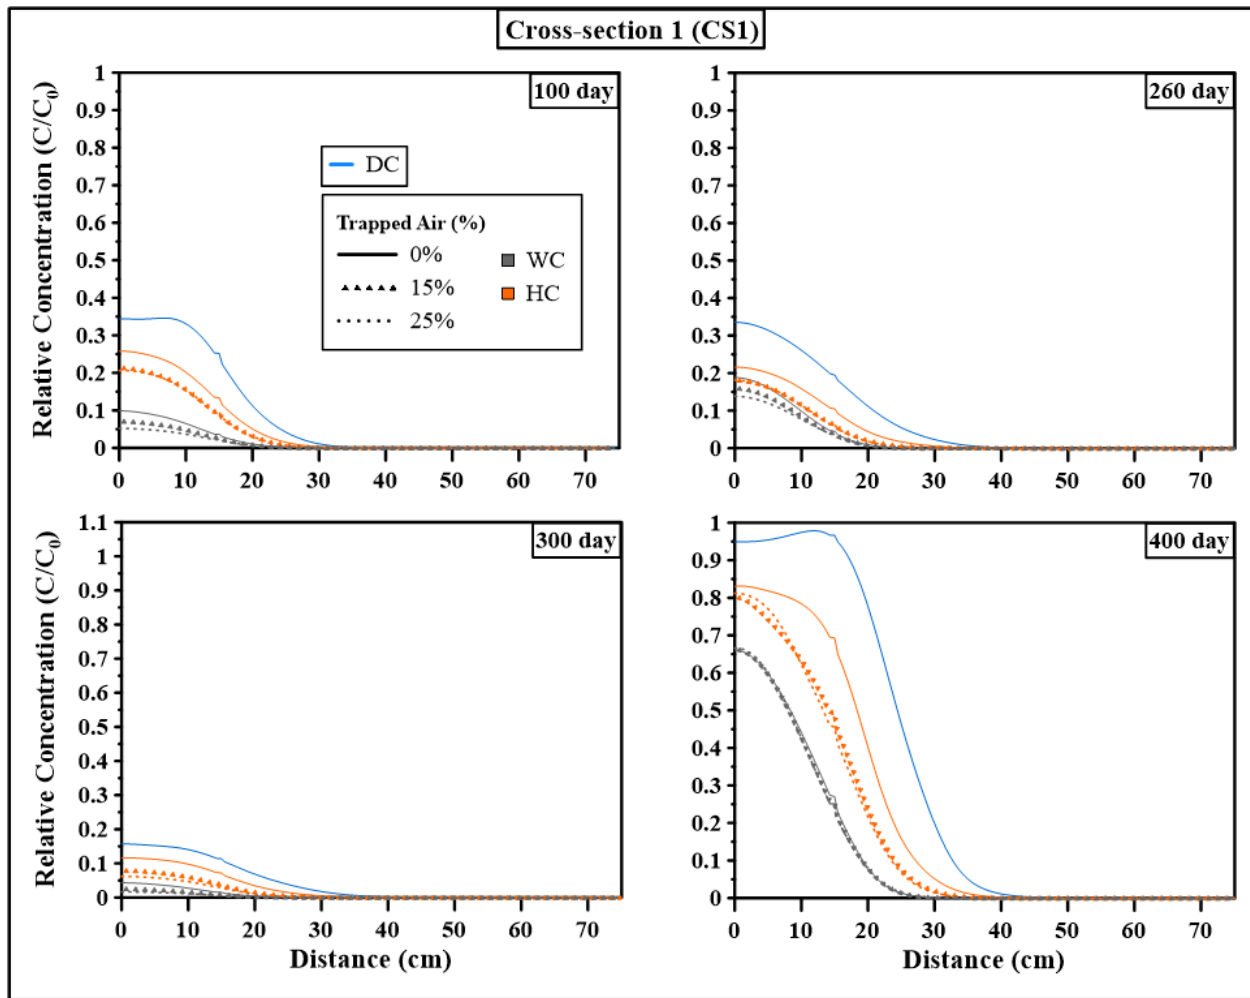 Cross-section 1 (CS1)
100 day
Relative Concentration (C/C0)
1
0.9
0.8
0.7
0.6
0.5
0.4
0.3
0.2
0.1
0
DC
Trapped Air (%)
0%
15%
25%
WC
HC
0 10 20 30 40 50 60 70
260 day
1
0.9
0.8
0.7
0.6
0.5
0.4
0.3
0.2
0.1
0
0 10 20 30 40 50 60 70
300 day
Relative Concentration (C/C0)
1.1
1
0.9
0.8
0.7
0.6
0.5
0.4
0.3
0.2
0.1
0
0 10 20 30 40 50 60 70
Distance (cm)
400 day
1
0.9
0.8
0.7
0.6
0.5
0.4
0.3
0.2
0.1
0
0 10 20 30 40 50 60 70
Distance (cm)